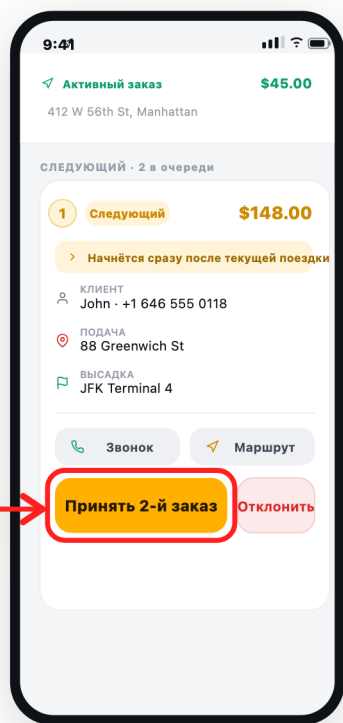 9:41
Активный заказ $45.00
412 W 56th St, Manhattan
СЛЕДУЮЩИЙ · 2 в очереди
1 Следующий $148.00
Начнётся сразу после текущей поездки
КЛИЕНТ
John · +1 646 555 0118
ПОДАЧА
88 Greenwich St
ВЫСАДКА
JFK Terminal 4
Звонок Маршрут
Принять 2-й заказ Отклонить